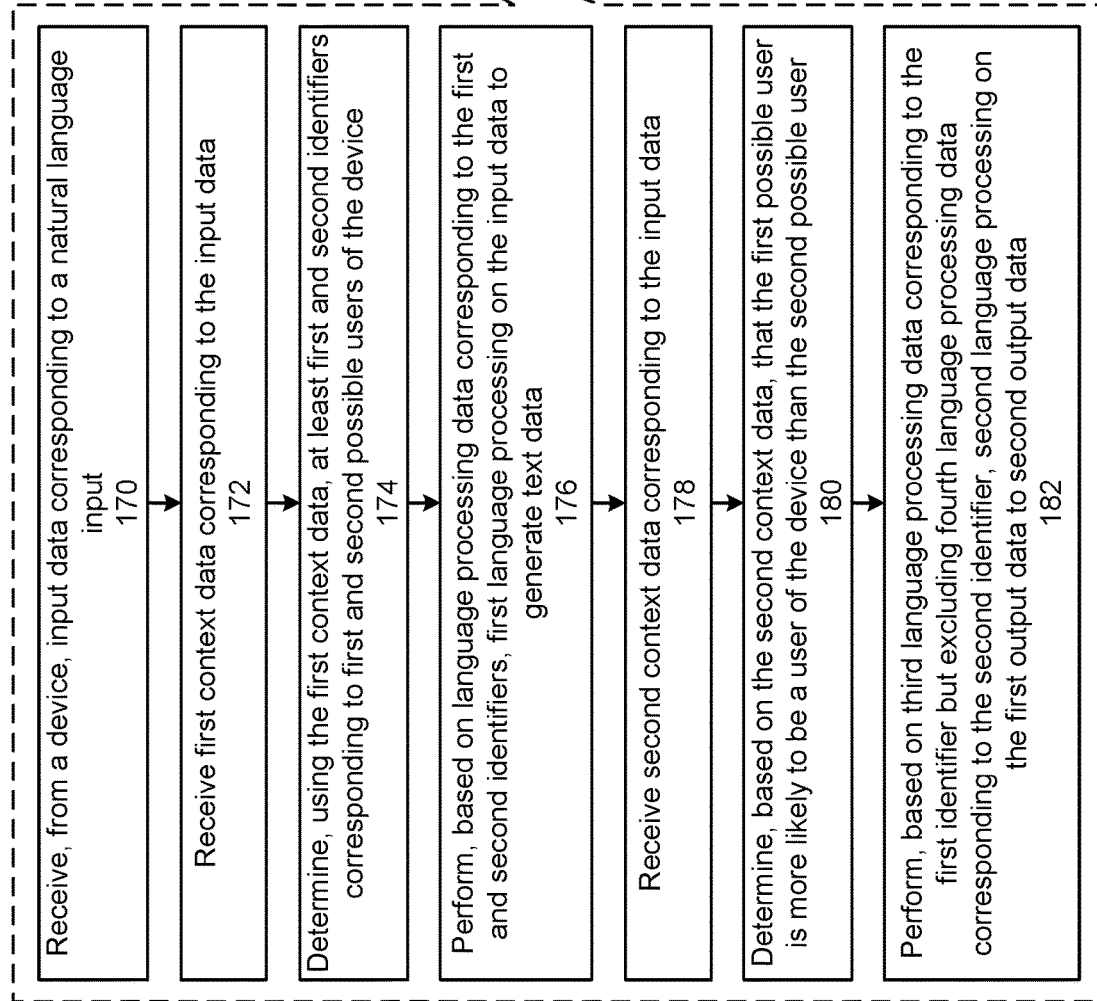 Receive, from a device, input data corresponding to a natural language
input
170
Receive first context data corresponding to the input data
172
Determine, using the first context data, at least first and second identifiers
corresponding to first and second possible users of the device
174
Perform, based on language processing data corresponding to the first
and second identifiers, first language processing on the input data to
generate text data
176
Receive second context data corresponding to the input data
178
Determine, based on the second context data, that the first possible user
is more likely to be a user of the device than the second possible user
180
Perform, based on third language processing data corresponding to the
first identifier but excluding fourth language processing data
corresponding to the second identifier, second language processing on
the first output data to second output data
182